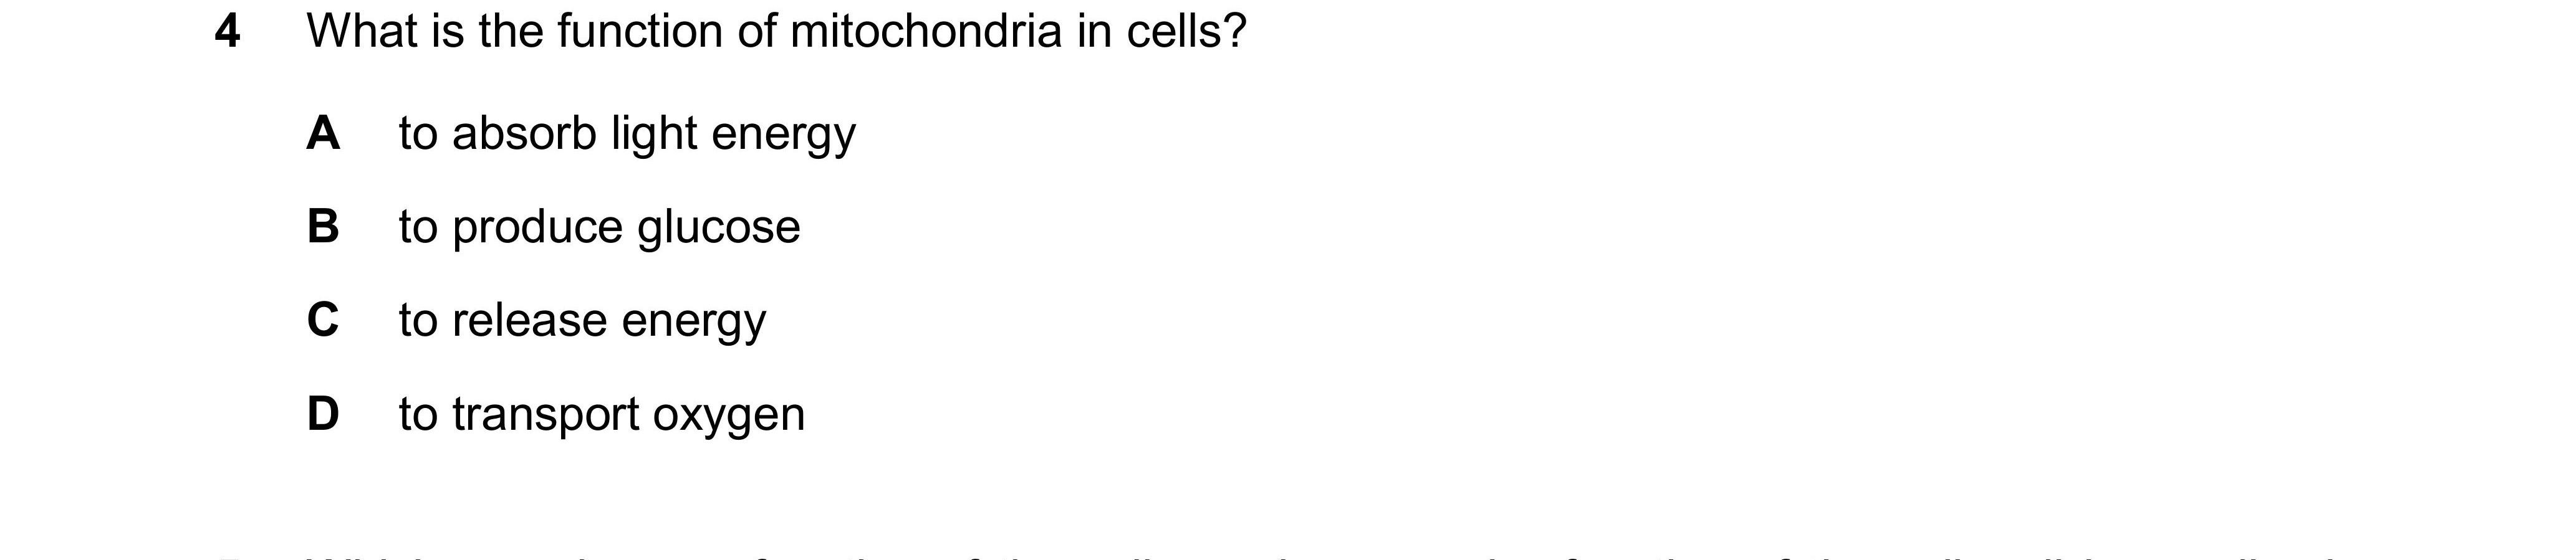 4 What is the function of mitochondria in cells?
A to absorb light energy
B to produce glucose
C to release energy
D to transport oxygen